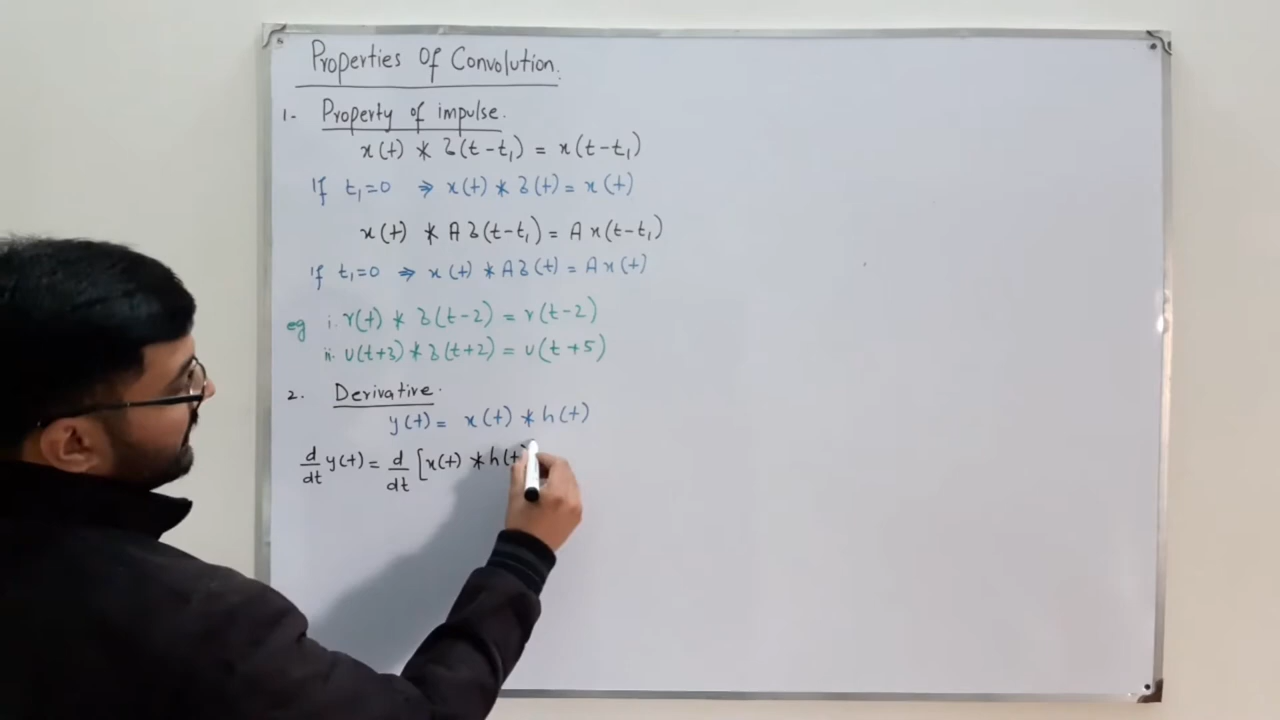 Properties Of Convolution.
1- Property of impulse.
x(t) * δ(t-t₁) = x(t-t₁)
If t₁=0 ⇒ x(t) * δ(t) = x(t)
x(t) * A δ(t-t₁) = A x(t-t₁)
If t₁=0 ⇒ x(t) * Aδ(t) = A x(t)
eg i. r(t) * δ(t-2) = r(t-2)
ii. u(t+3) * δ(t+2) = u(t+5)
2. Derivative.
y(t) = x(t) * h(t)
d/dt y(t) = d/dt [x(t) * h(t)